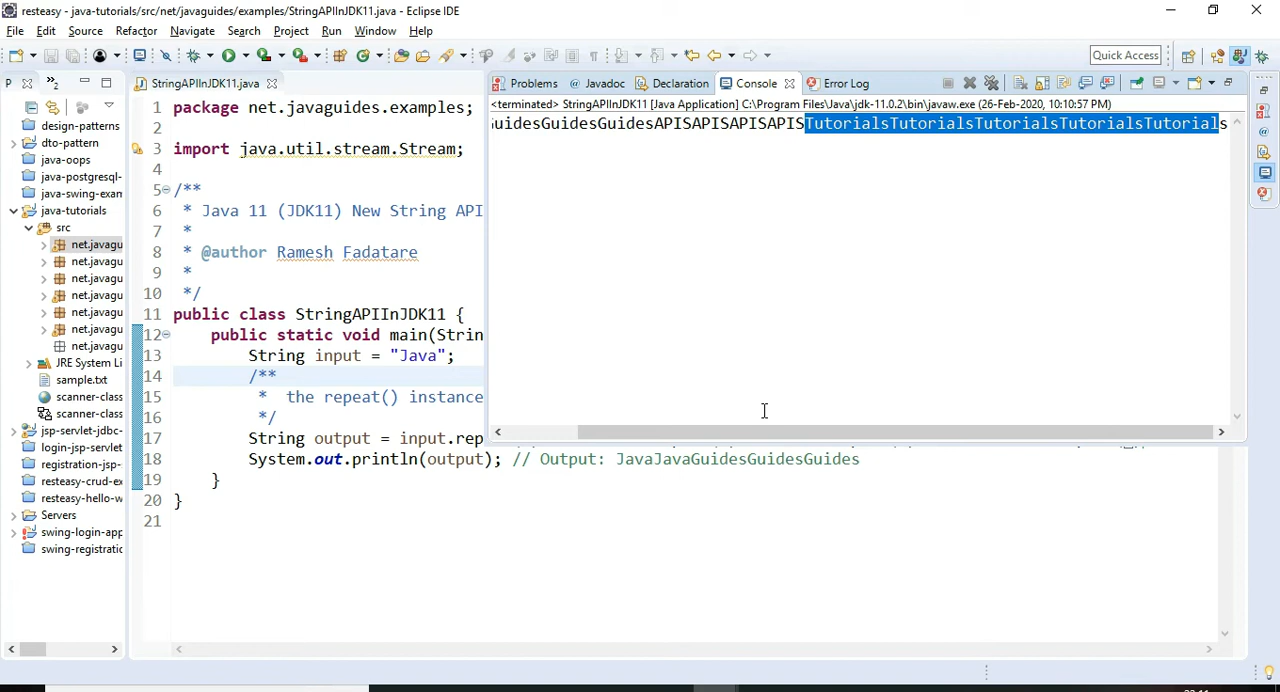 resteasy - java-tutorials/src/net/javaguides/examples/StringAPIInJDK11.java - Eclipse IDE
File Edit Source Refactor Navigate Search Project Run Window Help
Quick Access
P
2
StringAPIInJDK11.java
Problems @ Javadoc Declaration Console Error Log
<terminated> StringAPIInJDK11 [Java Application] C:\Program Files\Java\jdk-11.0.2\bin\javaw.exe (26-Feb-2020, 10:10:57 PM)
uidesGuidesGuidesAPISAPISAPISAPISTutorialsTutorialsTutorialsTutorialsTutorials
design-patterns
dto-pattern
java-oops
java-postgresql-
java-swing-exan
java-tutorials
src
net.javagu
net.javagu
net.javagu
net.javagu
net.javagu
net.javagu
net.javagu
JRE System Li
sample.txt
scanner-class
scanner-class
jsp-servlet-jdbc-
login-jsp-servlet
registration-jsp-
resteasy-crud-ex
resteasy-hello-w
Servers
swing-login-app
swing-registratic
1 package net.javaguides.examples;
2
3 import java.util.stream.Stream;
4
5 /**
6 * Java 11 (JDK11) New String API
7 *
8 * @author Ramesh Fadatare
9 *
10 */
11 public class StringAPIInJDK11 {
12 public static void main(Strin
13 String input = "Java";
14 /**
15 * the repeat() instance
16 */
17 String output = input.rep
18 System.out.println(output); // Output: JavaJavaGuidesGuidesGuides
19 }
20 }
21